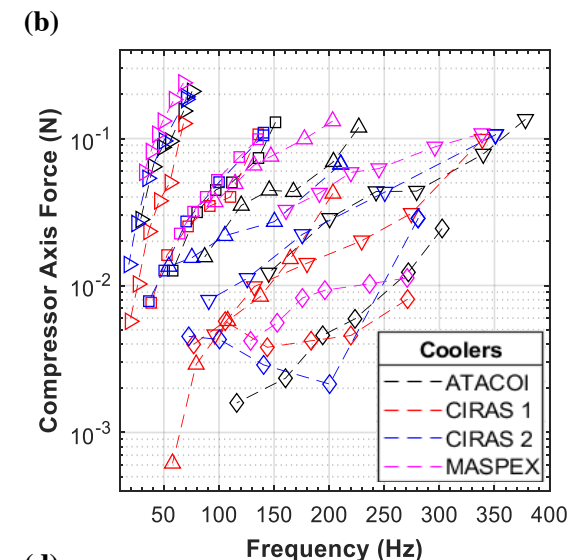 (b)
Compressor Axis Force (N)
10⁻¹
10⁻²
10⁻³
Coolers
ATACOI
CIRAS 1
CIRAS 2
MASPEX
50 100 150 200 250 300 350 400
Frequency (Hz)